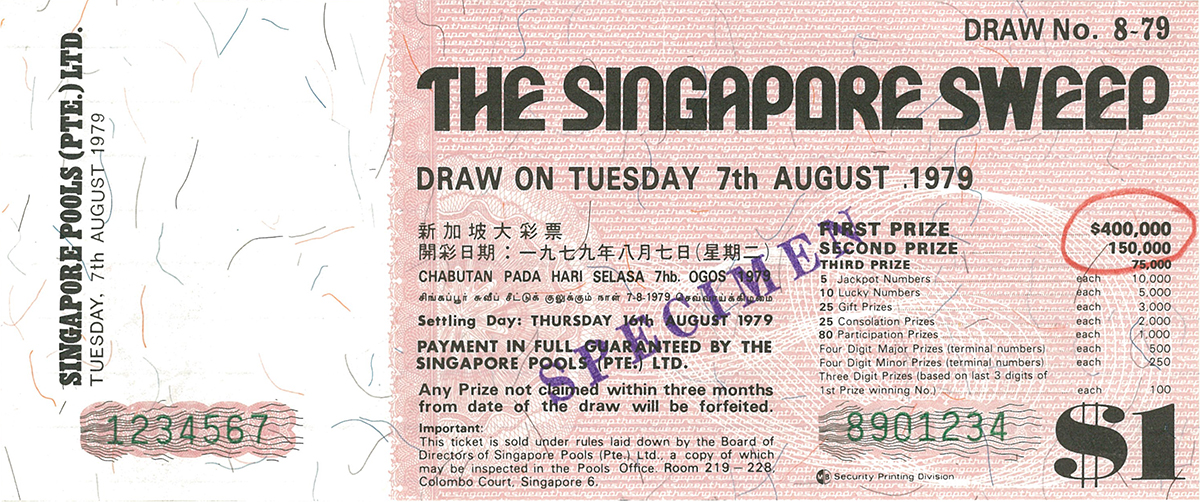 SINGAPORE POOLS (PTE.) LTD.
TUESDAY, 7th AUGUST 1979
1234567
DRAW No. 8-79
THE SINGAPORE SWEEP
DRAW ON TUESDAY 7th AUGUST .1979
新加坡大彩票
開彩日期：一九七九年八月七日(星期二)
CHABUTAN PADA HARI SELASA 7hb. OGOS 1979
சிங்கப்பூர் சுவீப் சீட்டுக் குலுக்கும் நாள் 7-8-1979 செவ்வாய்க்கிழமை
Settling Day: THURSDAY 16th AUGUST 1979
PAYMENT IN FULL GUARANTEED BY THE
SINGAPORE POOLS (PTE.) LTD.
Any Prize not claimed within three months
from date of the draw will be forfeited.
Important:
This ticket is sold under rules laid down by the Board of
Directors of Singapore Pools (Pte.) Ltd., a copy of which
may be inspected in the Pools Office. Room 219 – 228,
Colombo Court, Singapore 6.
SPECIMEN
FIRST PRIZE $400,000
SECOND PRIZE 150,000
THIRD PRIZE 75,000
5 Jackpot Numbers each 10,000
10 Lucky Numbers each 5,000
25 Gift Prizes each 3,000
25 Consolation Prizes each 2,000
80 Participation Prizes each 1,000
Four Digit Major Prizes (terminal numbers) each 500
Four Digit Minor Prizes (terminal numbers) each 250
Three Digit Prizes (based on last 3 digits of
1st Prize winning No.) each 100
8901234
$1
Security Printing Division